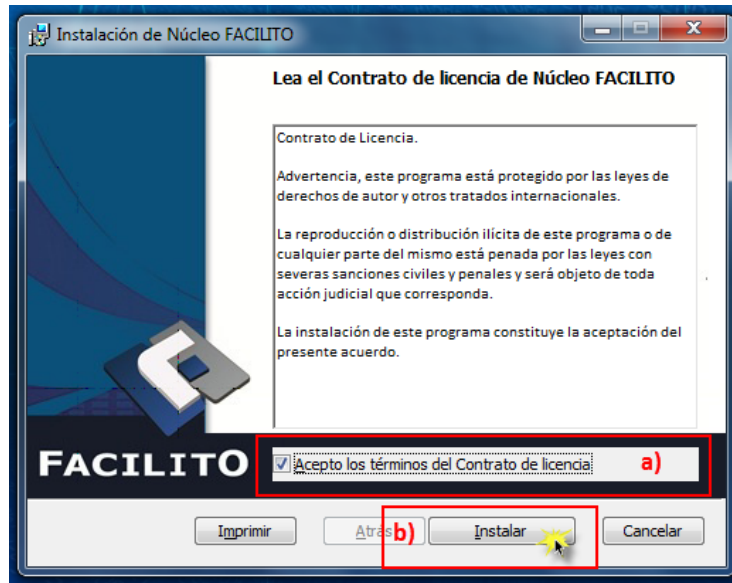 Instalación de Núcleo FACILITO
Lea el Contrato de licencia de Núcleo FACILITO
Contrato de Licencia.
Advertencia, este programa está protegido por las leyes de
derechos de autor y otros tratados internacionales.
La reproducción o distribución ilícita de este programa o de
cualquier parte del mismo está penada por las leyes con
severas sanciones civiles y penales y será objeto de toda
acción judicial que corresponda.
La instalación de este programa constituye la aceptación del
presente acuerdo.
FACILITO
Acepto los términos del Contrato de licencia a)
Imprimir Atrás b) Instalar Cancelar